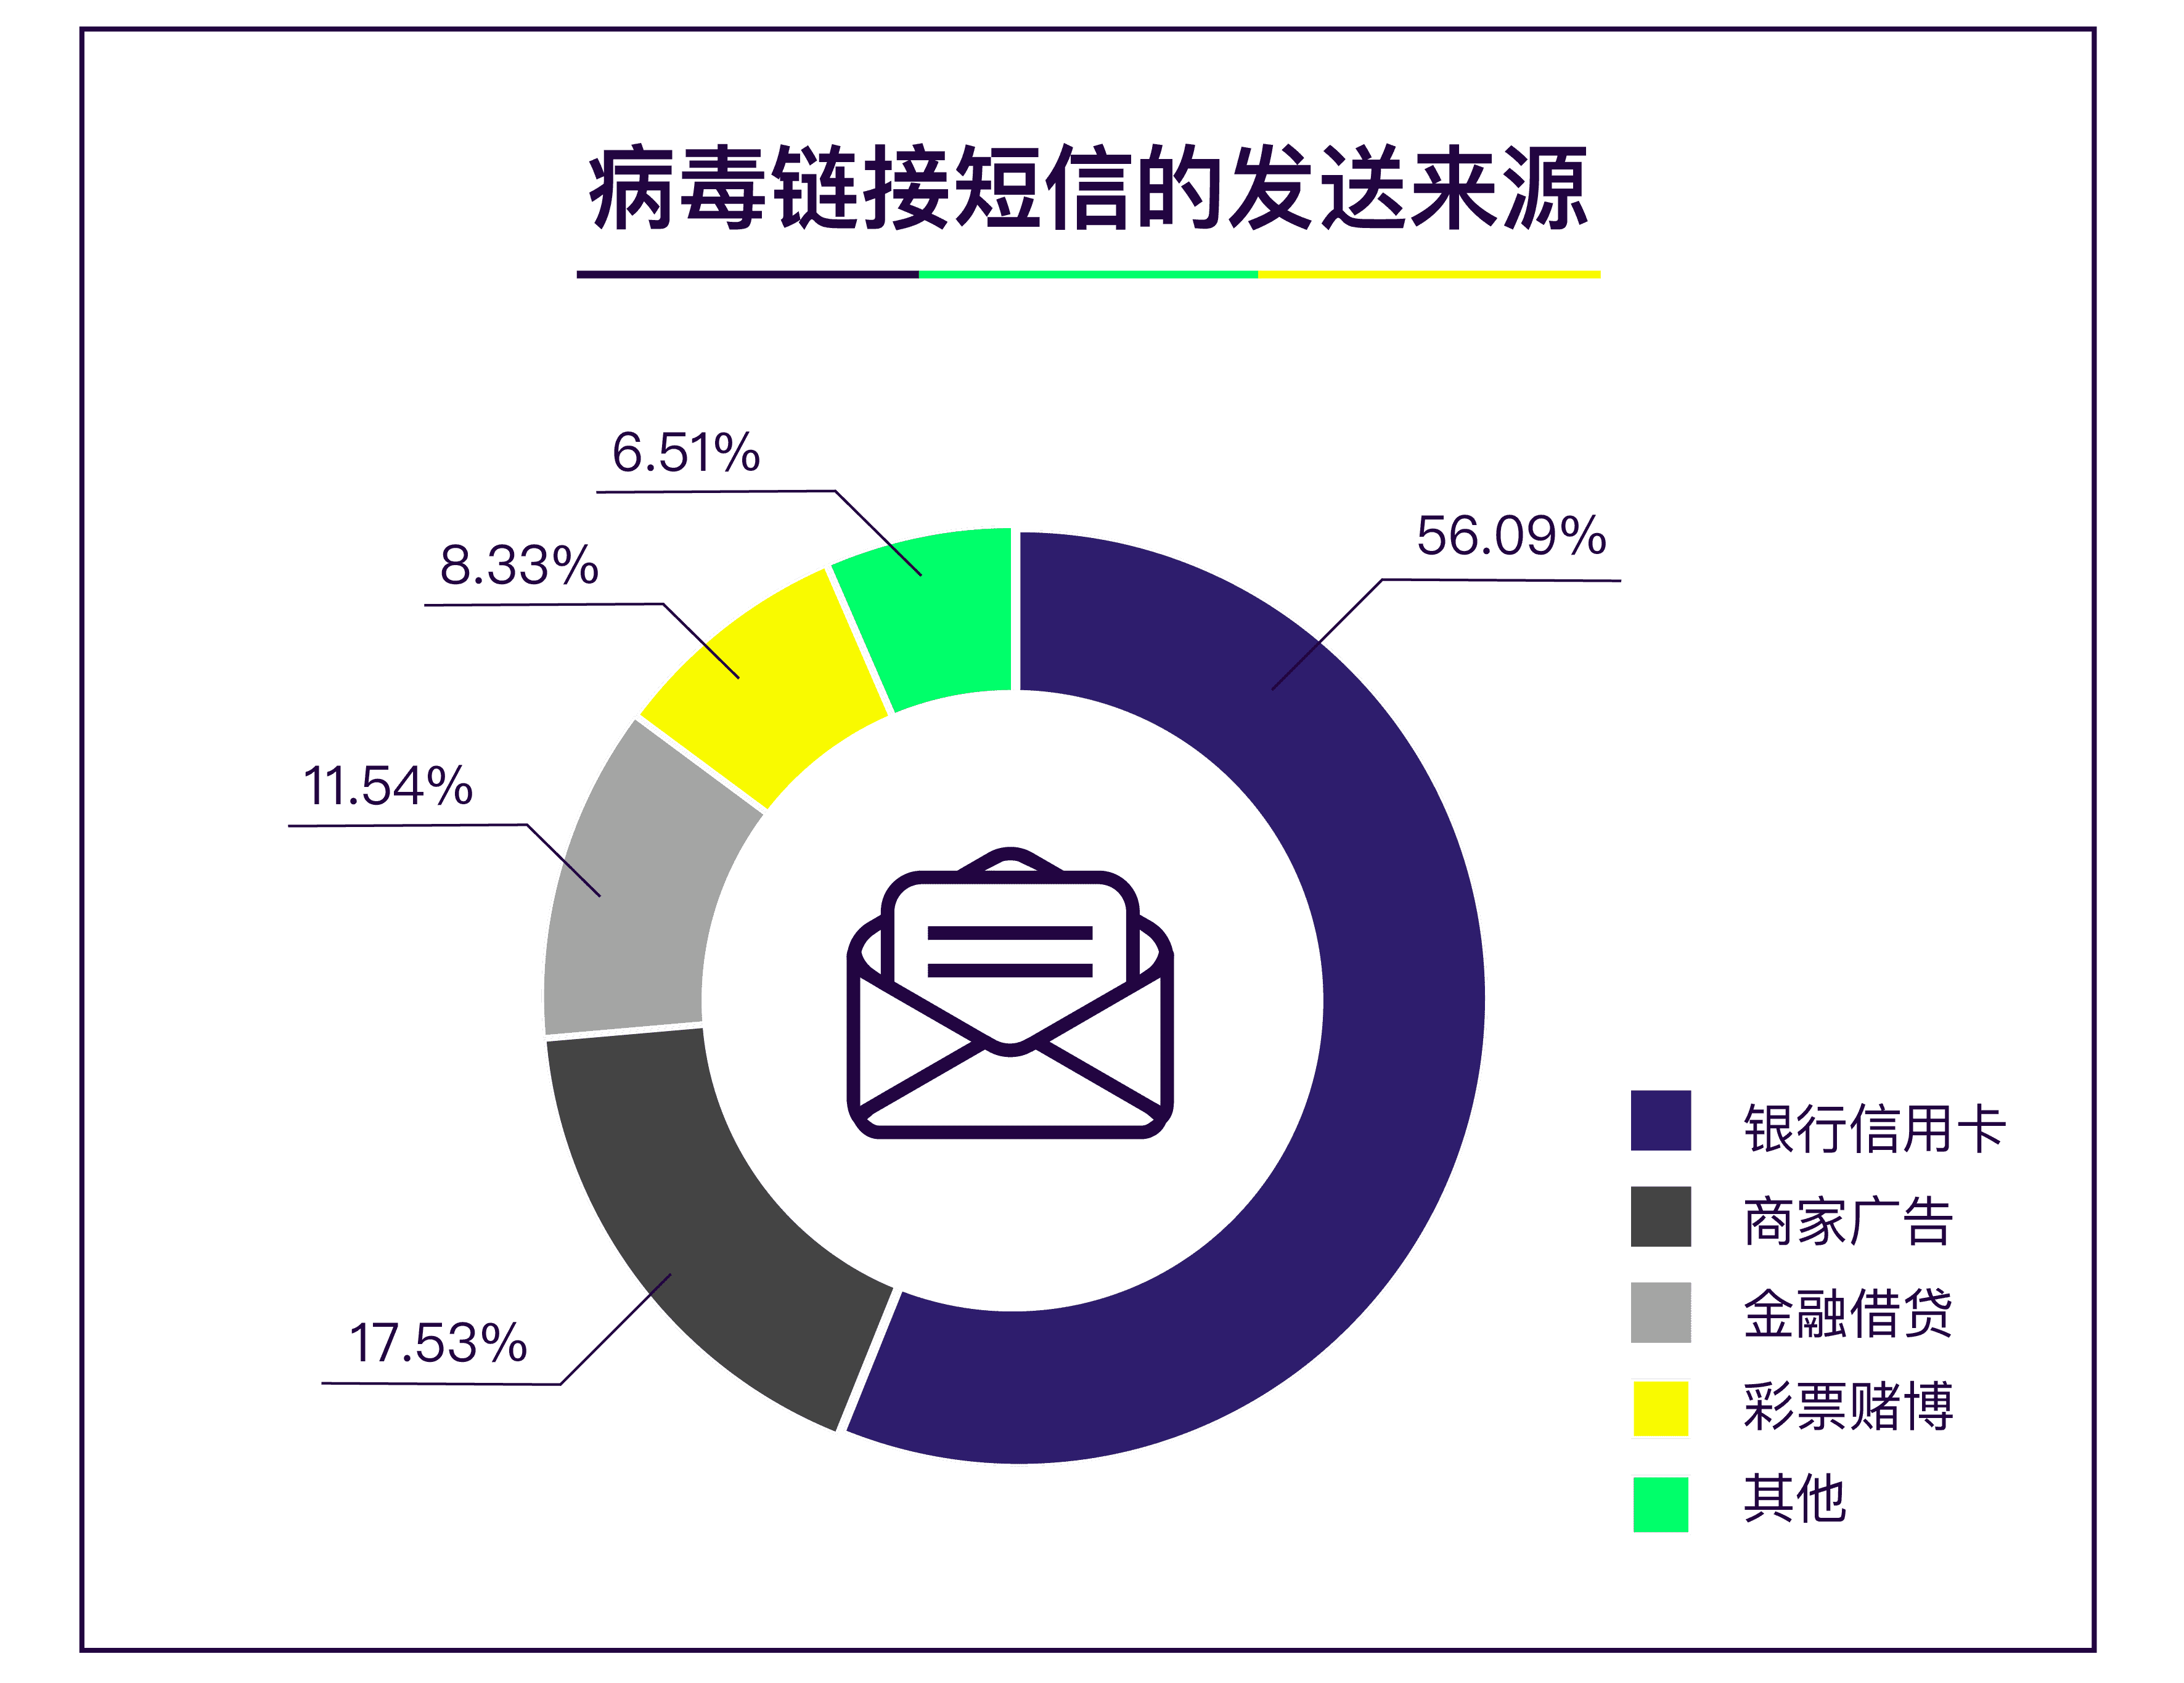 病毒链接短信的发送来源
6.51%
56.09%
8.33%
11.54%
17.53%
银行信用卡
商家广告
金融借贷
彩票赌博
其他